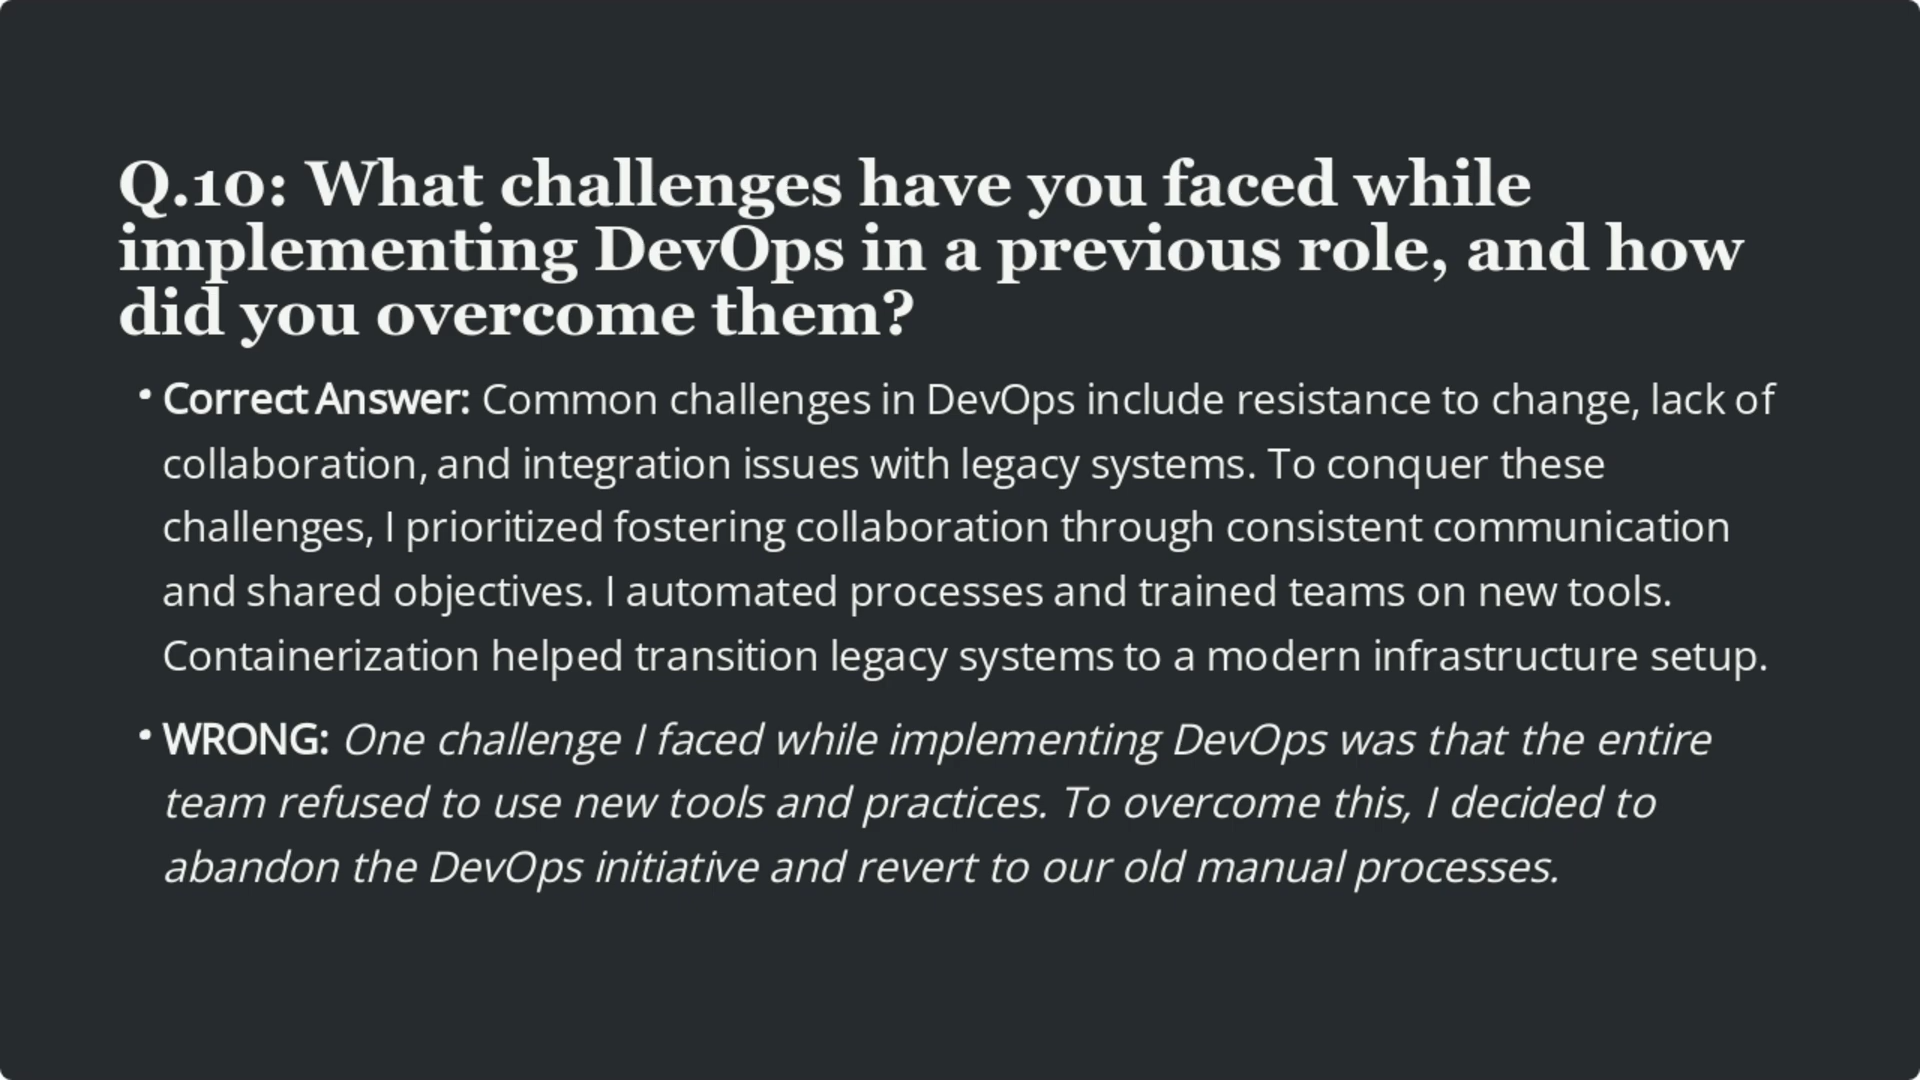 Q.10: What challenges have you faced while
implementing DevOps in a previous role, and how
did you overcome them?
• Correct Answer: Common challenges in DevOps include resistance to change, lack of
collaboration, and integration issues with legacy systems. To conquer these
challenges, I prioritized fostering collaboration through consistent communication
and shared objectives. I automated processes and trained teams on new tools.
Containerization helped transition legacy systems to a modern infrastructure setup.
• WRONG: One challenge I faced while implementing DevOps was that the entire
team refused to use new tools and practices. To overcome this, I decided to
abandon the DevOps initiative and revert to our old manual processes.